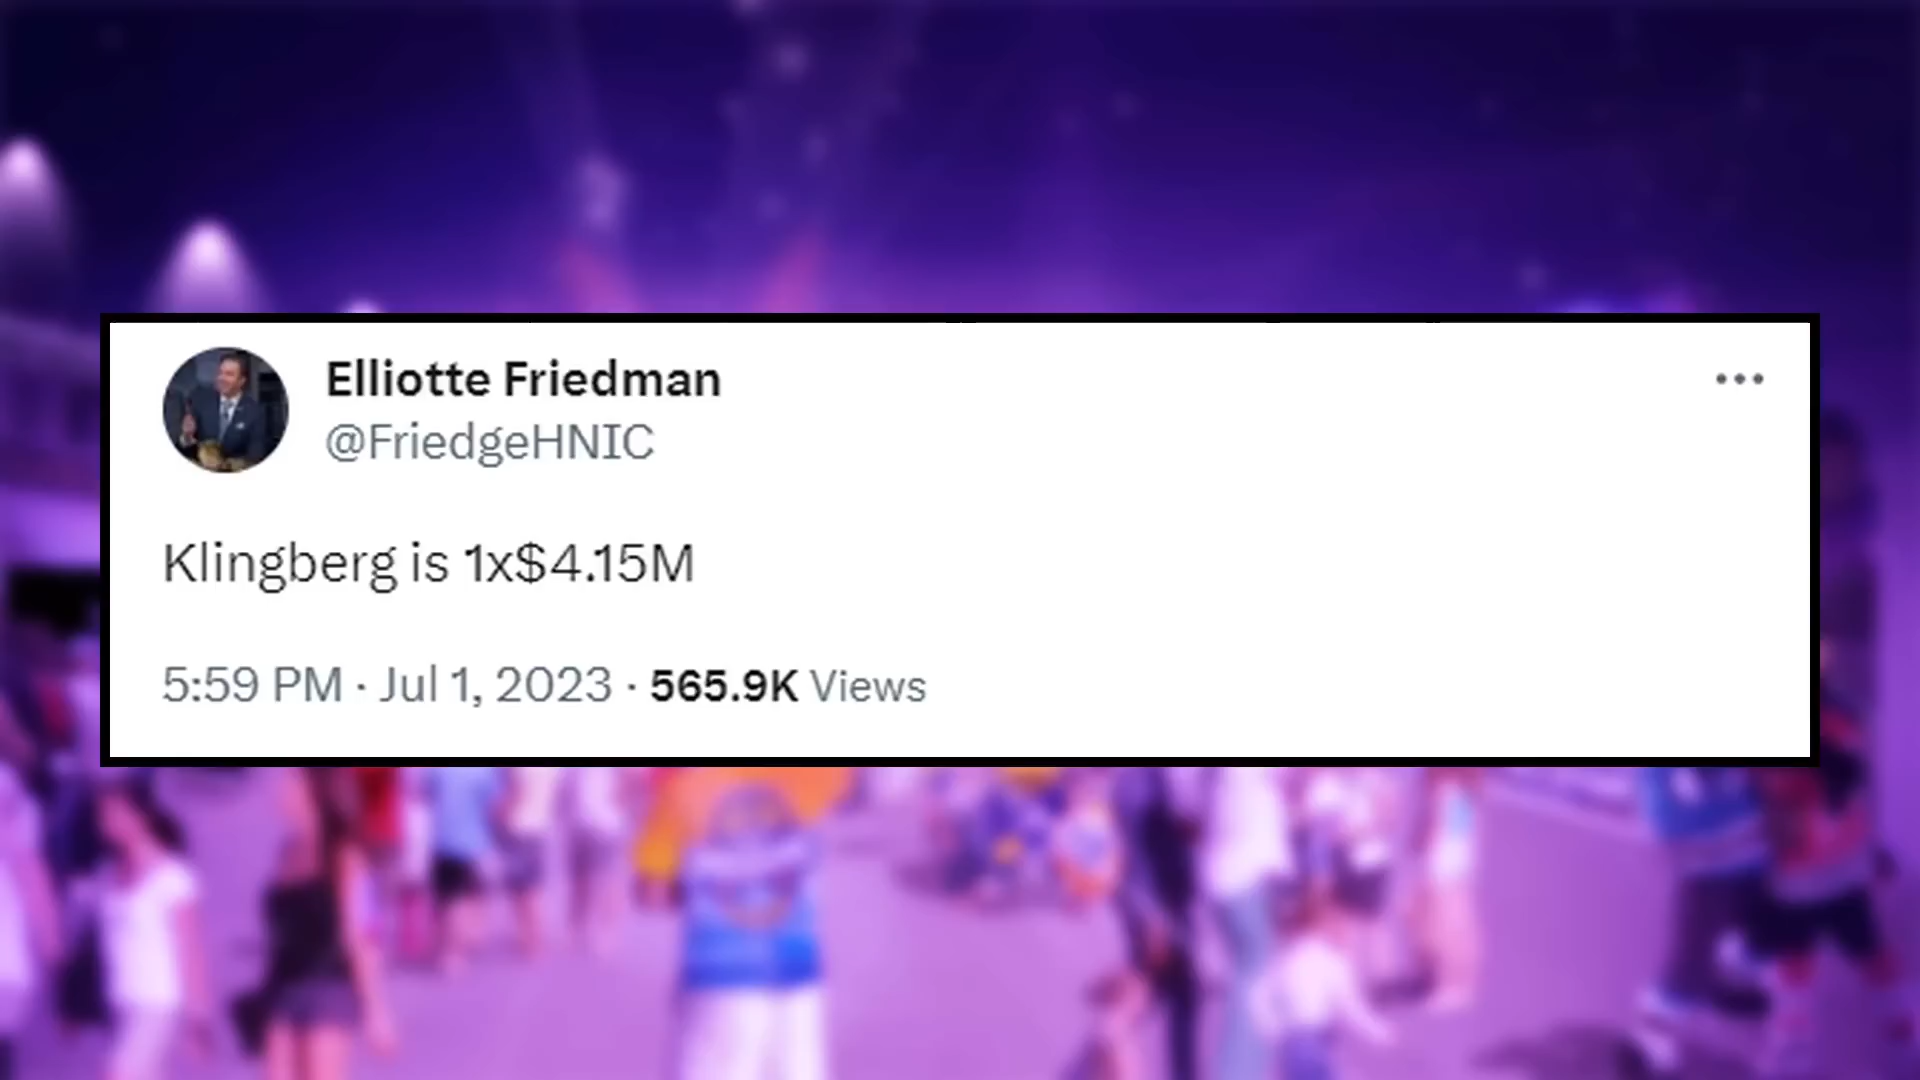 Elliotte Friedman
@FriedgeHNIC
Klingberg is 1x$4.15M
5:59 PM · Jul 1, 2023 · 565.9K Views